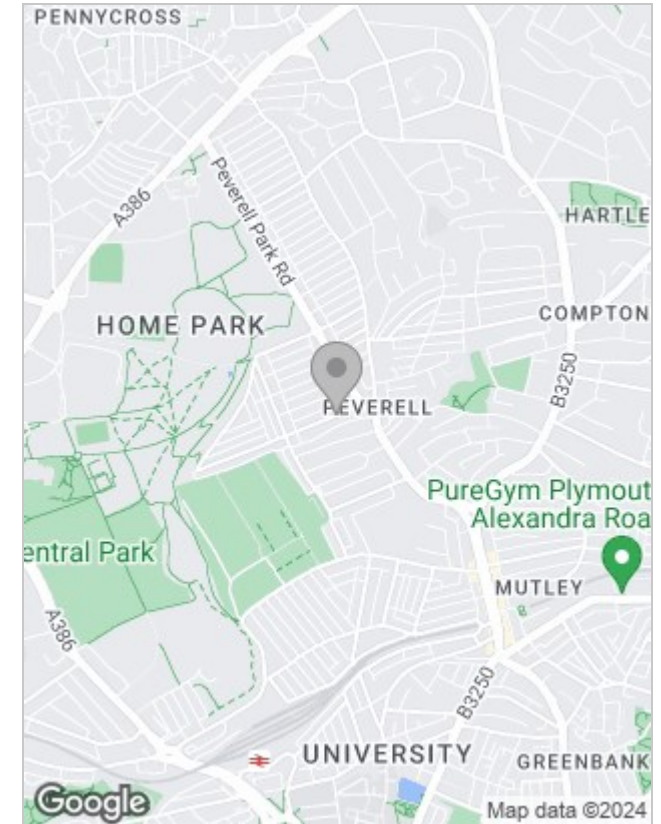 PENNYCROSS
A386
Peverell Park Rd
HARTLE
HOME PARK
COMPTON
B3250
PEVERELL
PureGym Plymout
Alexandra Roa
entral Park
MUTLEY
A386
B3250
UNIVERSITY
GREENBANK
Google
Map data ©2024